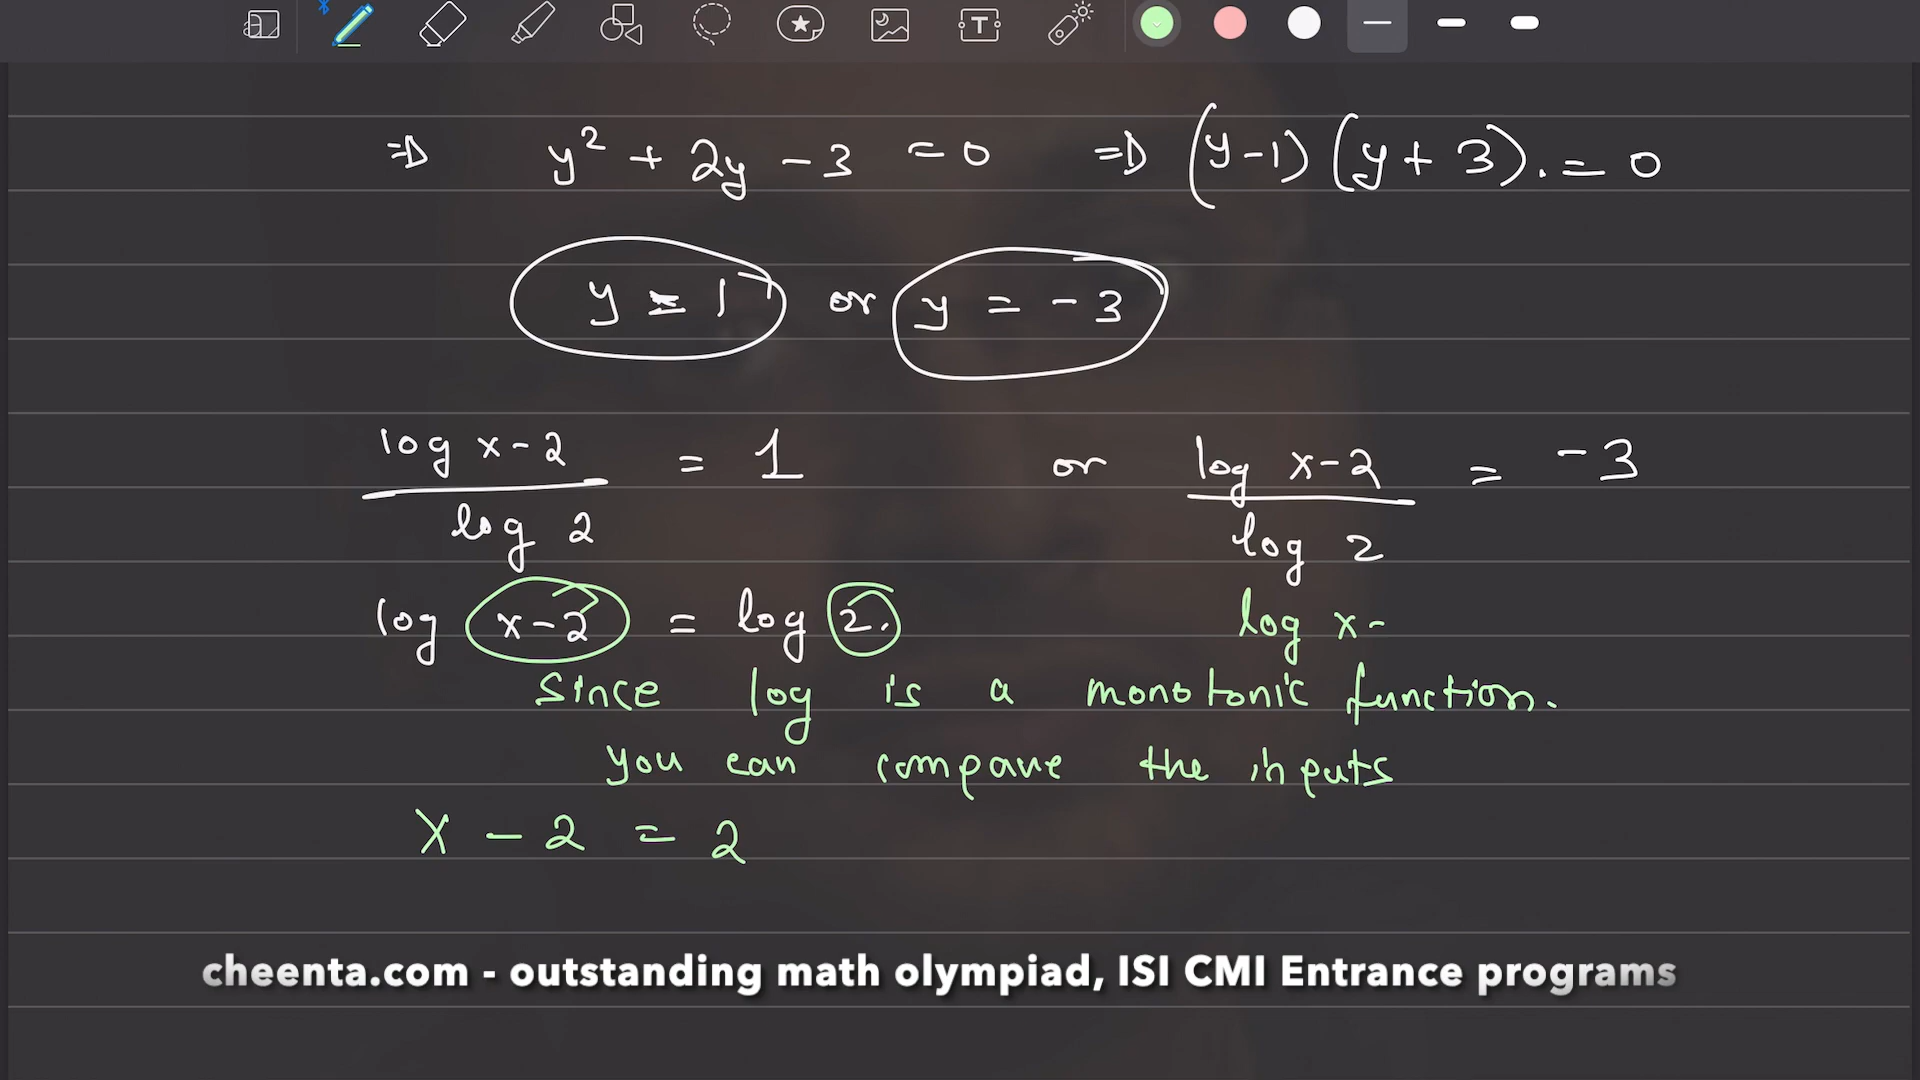 ⇒ y² + 2y - 3 = 0 ⇒ (y-1) (y+3). = 0
y = 1 or y = -3
log x-2 / log 2 = 1 or log x-2 / log 2 = -3
log x-2 = log 2. log x-
Since log is a monotonic function.
you can compare the inputs
x - 2 = 2
cheenta.com - outstanding math olympiad, ISI CMI Entrance programs